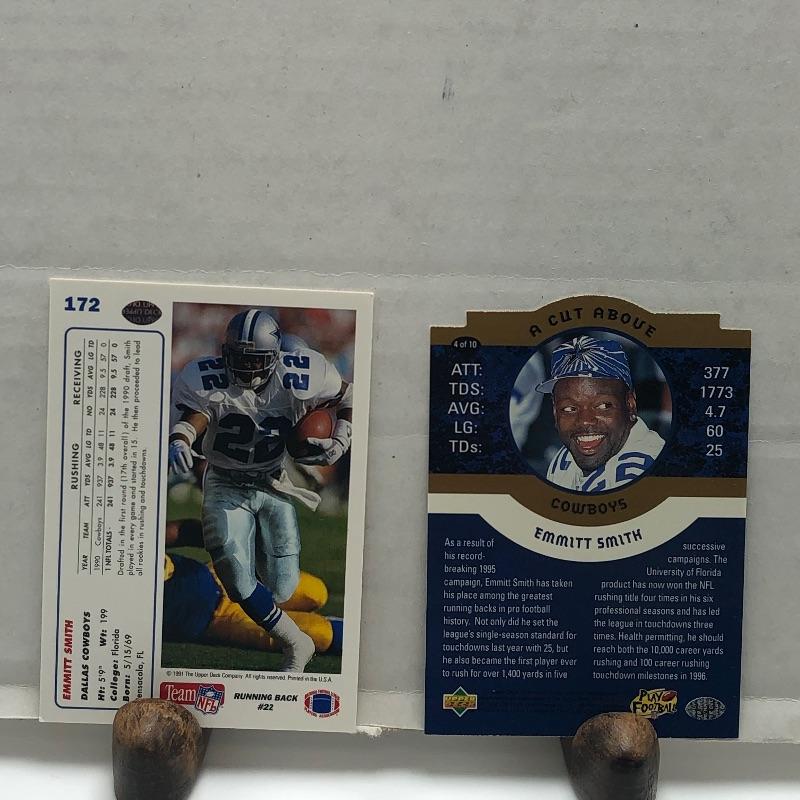 172
RUSHING RECEIVING
YEAR TEAM ATT YDS AVG LG TD NO YDS AVG LG TD
1990 Cowboys 241 937 3.9 48 11 24 228 9.5 57 0
1 NFL TOTALS 241 937 3.9 48 11 24 228 9.5 57 0
Drafted in the first round (17th overall) of the 1990 draft, Smith
played in every game and started in 15. He then proceeded to lead
all rookies in rushing and touchdowns.
EMMITT SMITH
DALLAS COWBOYS
Ht: 5'9" Wt: 199
College: Florida
Born: 5/15/69
22
22
22
© 1991 The Upper Deck Company. All rights reserved. Printed in the U.S.A.
Team NFL
RUNNING BACK
#22
A CUT ABOVE
4 of 10
ATT: 377
TDS: 1773
AVG: 4.7
LG: 60
TDs: 25
COWBOYS
EMMITT SMITH
As a result of
his record-
breaking 1995
campaign, Emmitt Smith has taken
his place among the greatest
running backs in pro football
history. Not only did he set the
league's single-season standard for
touchdowns last year with 25, but
he also became the first player ever
to rush for over 1,400 yards in five
successive
campaigns. The
University of Florida
product has now won the NFL
rushing title four times in his six
professional seasons and has led
the league in touchdowns three
times. Health permitting, he should
reach both the 10,000 career yards
rushing and 100 career rushing
touchdown milestones in 1996.
UPPER DECK
PLAY FOOTBALL